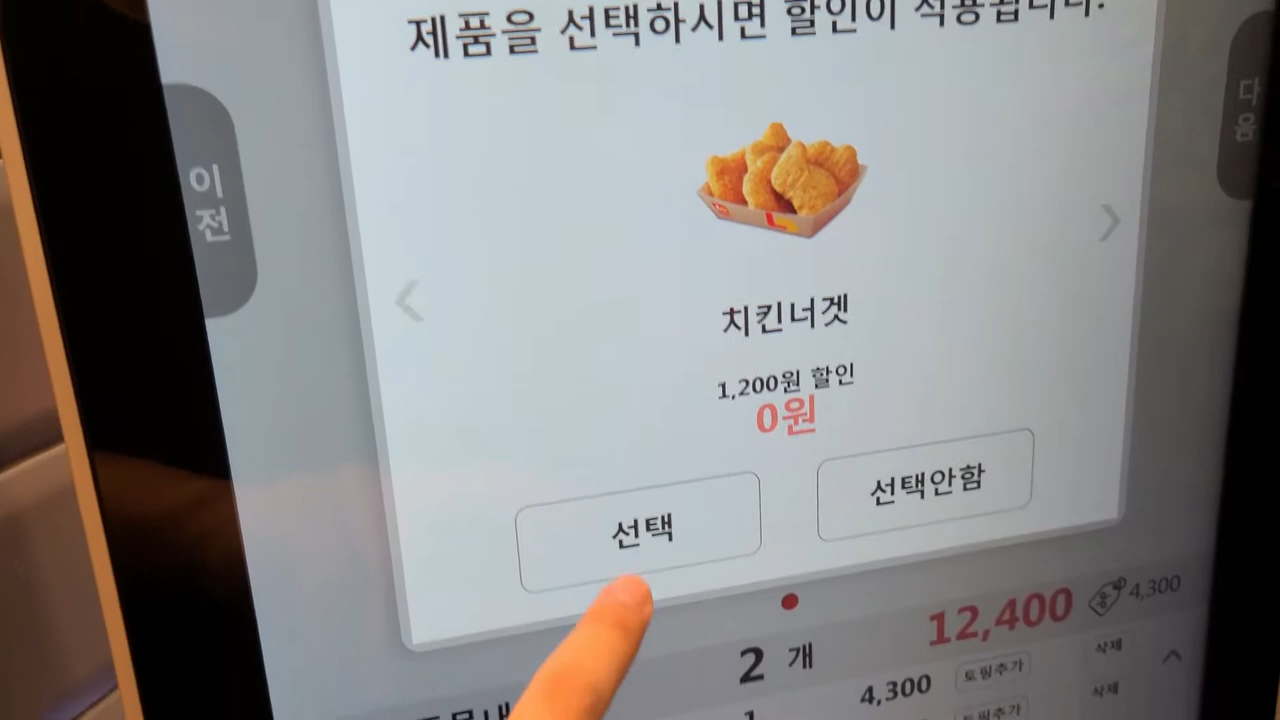 제품을 선택하시면 할인이 적용됩니다.
이전
다음
치킨너겟
1,200원 할인
0원
선택
선택안함
2 개
12,400
4,300
4,300
토핑추가
삭제
1
토핑추가
삭제